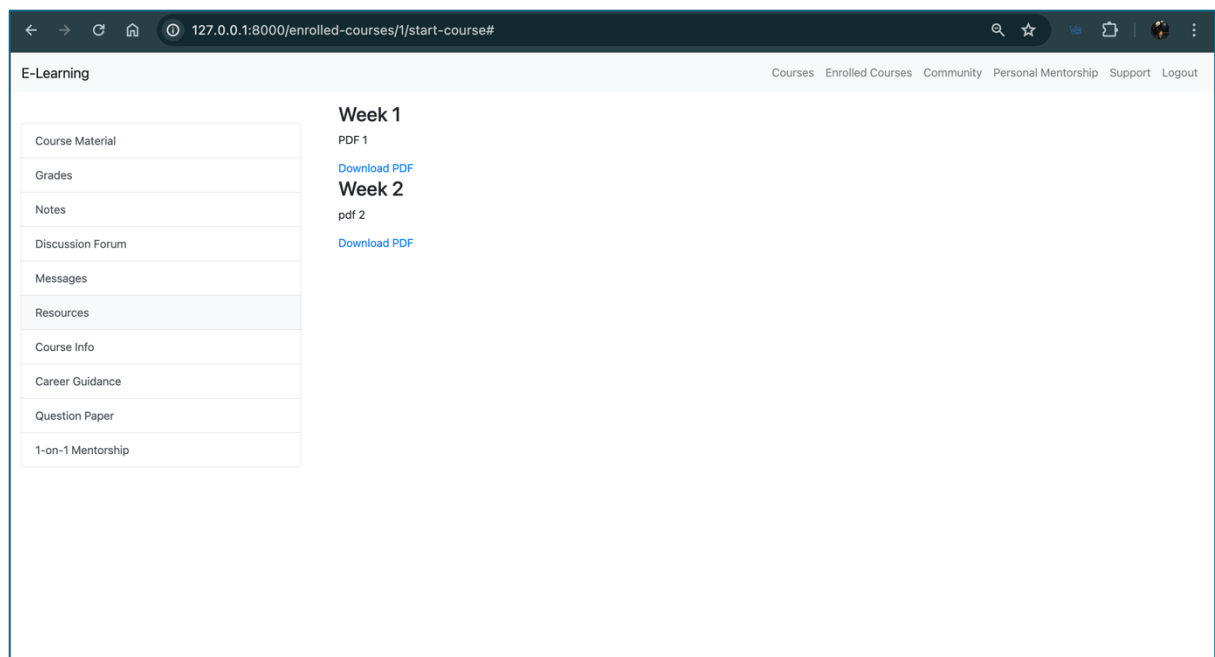 127.0.0.1:8000/enrolled-courses/1/start-course#
E-Learning
Courses Enrolled Courses Community Personal Mentorship Support Logout
Course Material
Grades
Notes
Discussion Forum
Messages
Resources
Course Info
Career Guidance
Question Paper
1-on-1 Mentorship
Week 1
PDF 1
Download PDF
Week 2
pdf 2
Download PDF